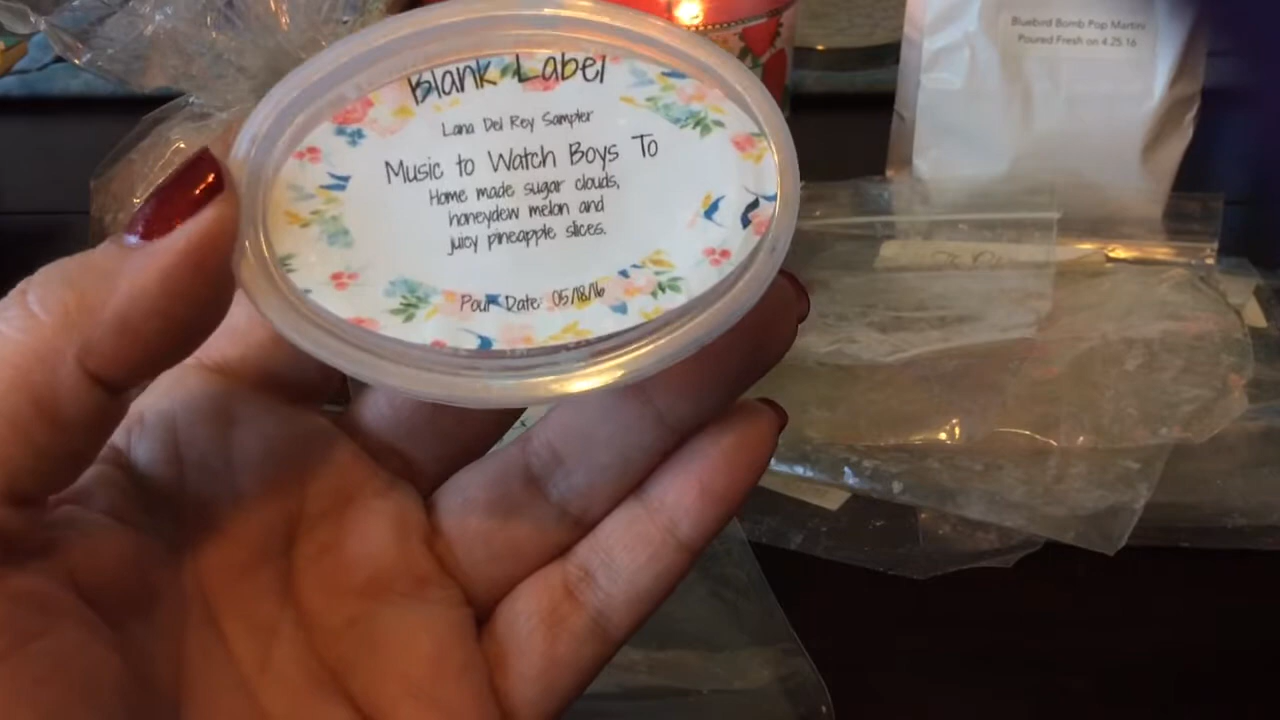 Blank Label
Lana Del Rey Sampler
Music to Watch Boys To
Home made sugar clouds,
honeydew melon and
juicy pineapple slices.
Pour Date: 05/18/16
Bluebird Bomb Pop Martini
Poured Fresh on 4.25.16